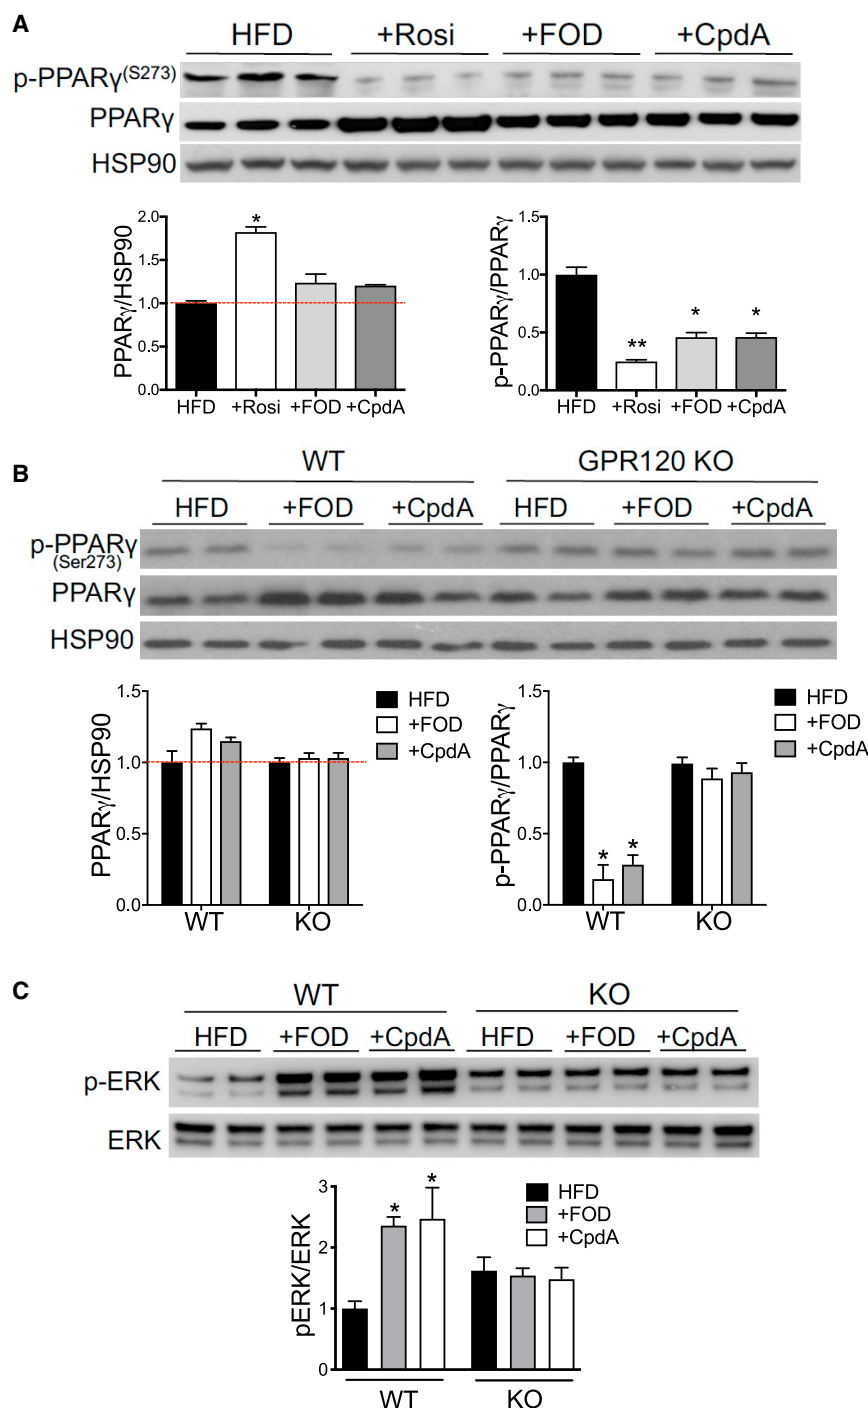 A
HFD +Rosi +FOD +CpdA
p-PPARγ(S273)
PPARγ
HSP90
PPARγ/HSP90
2.0
1.5
1.0
0.5
0.0
*
HFD +Rosi +FOD +CpdA
p-PPARγ/PPARγ
1.5
1.0
0.5
0.0
** * *
HFD +Rosi +FOD +CpdA
B
WT GPR120 KO
HFD +FOD +CpdA HFD +FOD +CpdA
p-PPARγ
(Ser273)
PPARγ
HSP90
PPARγ/HSP90
1.5
1.0
0.5
0.0
WT KO
HFD
+FOD
+CpdA
p-PPARγ/PPARγ
1.5
1.0
0.5
0.0
* *
WT KO
HFD
+FOD
+CpdA
C
WT KO
HFD +FOD +CpdA HFD +FOD +CpdA
p-ERK
ERK
pERK/ERK
3
2
1
0
* *
HFD
+FOD
+CpdA
WT KO